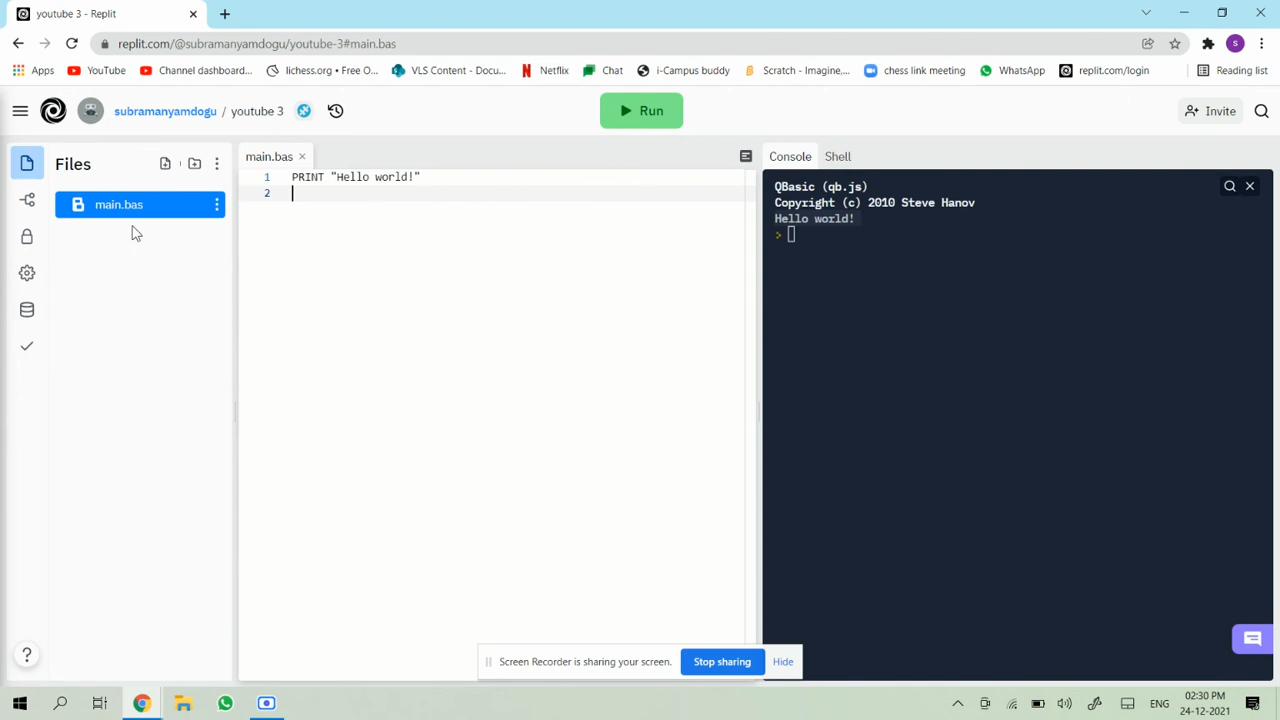 youtube 3 - Replit
replit.com/@subramanyamdogu/youtube-3#main.bas
S
Apps YouTube Channel dashboard... lichess.org • Free O... VLS Content - Docu... Netflix Chat i-Campus buddy Scratch - Imagine,... chess link meeting WhatsApp replit.com/login Reading list
subramanyamdogu / youtube 3 Run Invite
Files
main.bas
main.bas
1 PRINT "Hello world!"
2
Console Shell
QBasic (qb.js)
Copyright (c) 2010 Steve Hanov
Hello world!
>
?
Screen Recorder is sharing your screen. Stop sharing Hide
ENG
02:30 PM
24-12-2021